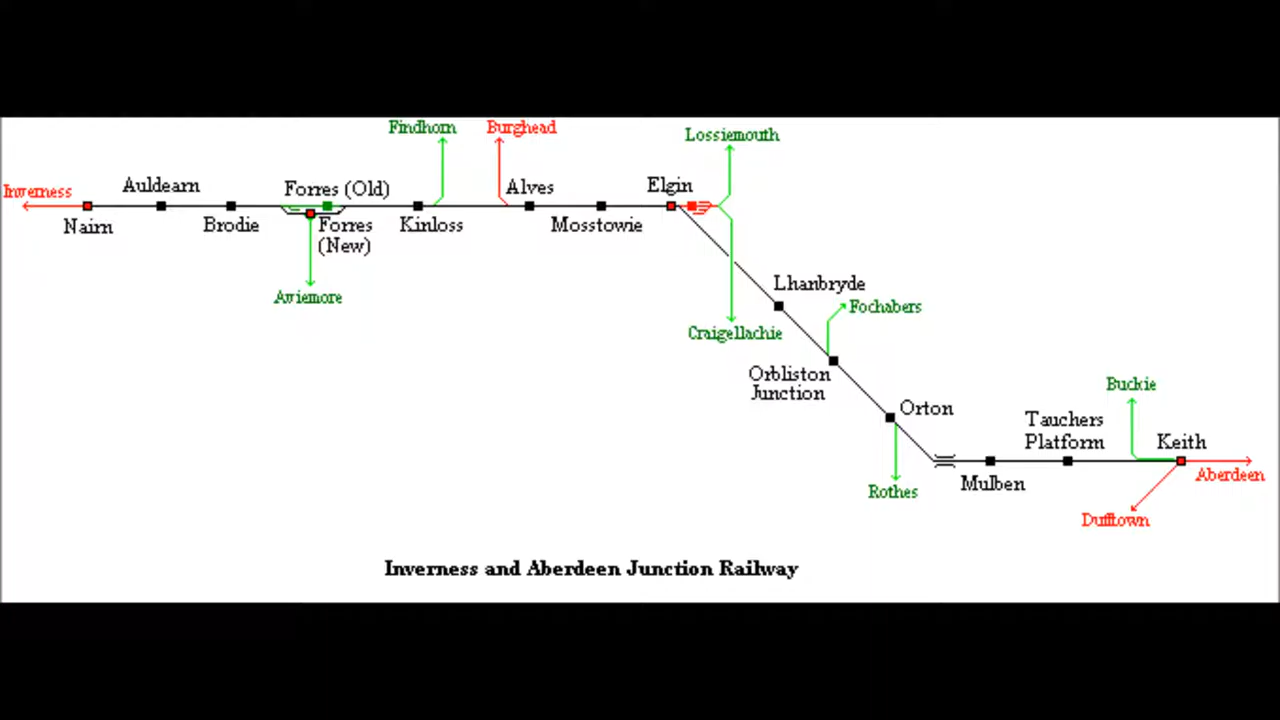 Findhorn
Burghead
Lossiemouth
Inverness
Auldearn
Forres (Old)
Alves
Elgin
Nairn
Brodie
Forres
(New)
Kinloss
Mosstowie
Aviemore
Lhanbryde
Fochabers
Craigellachie
Orbliston
Junction
Buckie
Orton
Tauchers
Platform
Keith
Rothes
Mulben
Aberdeen
Dufftown
Inverness and Aberdeen Junction Railway